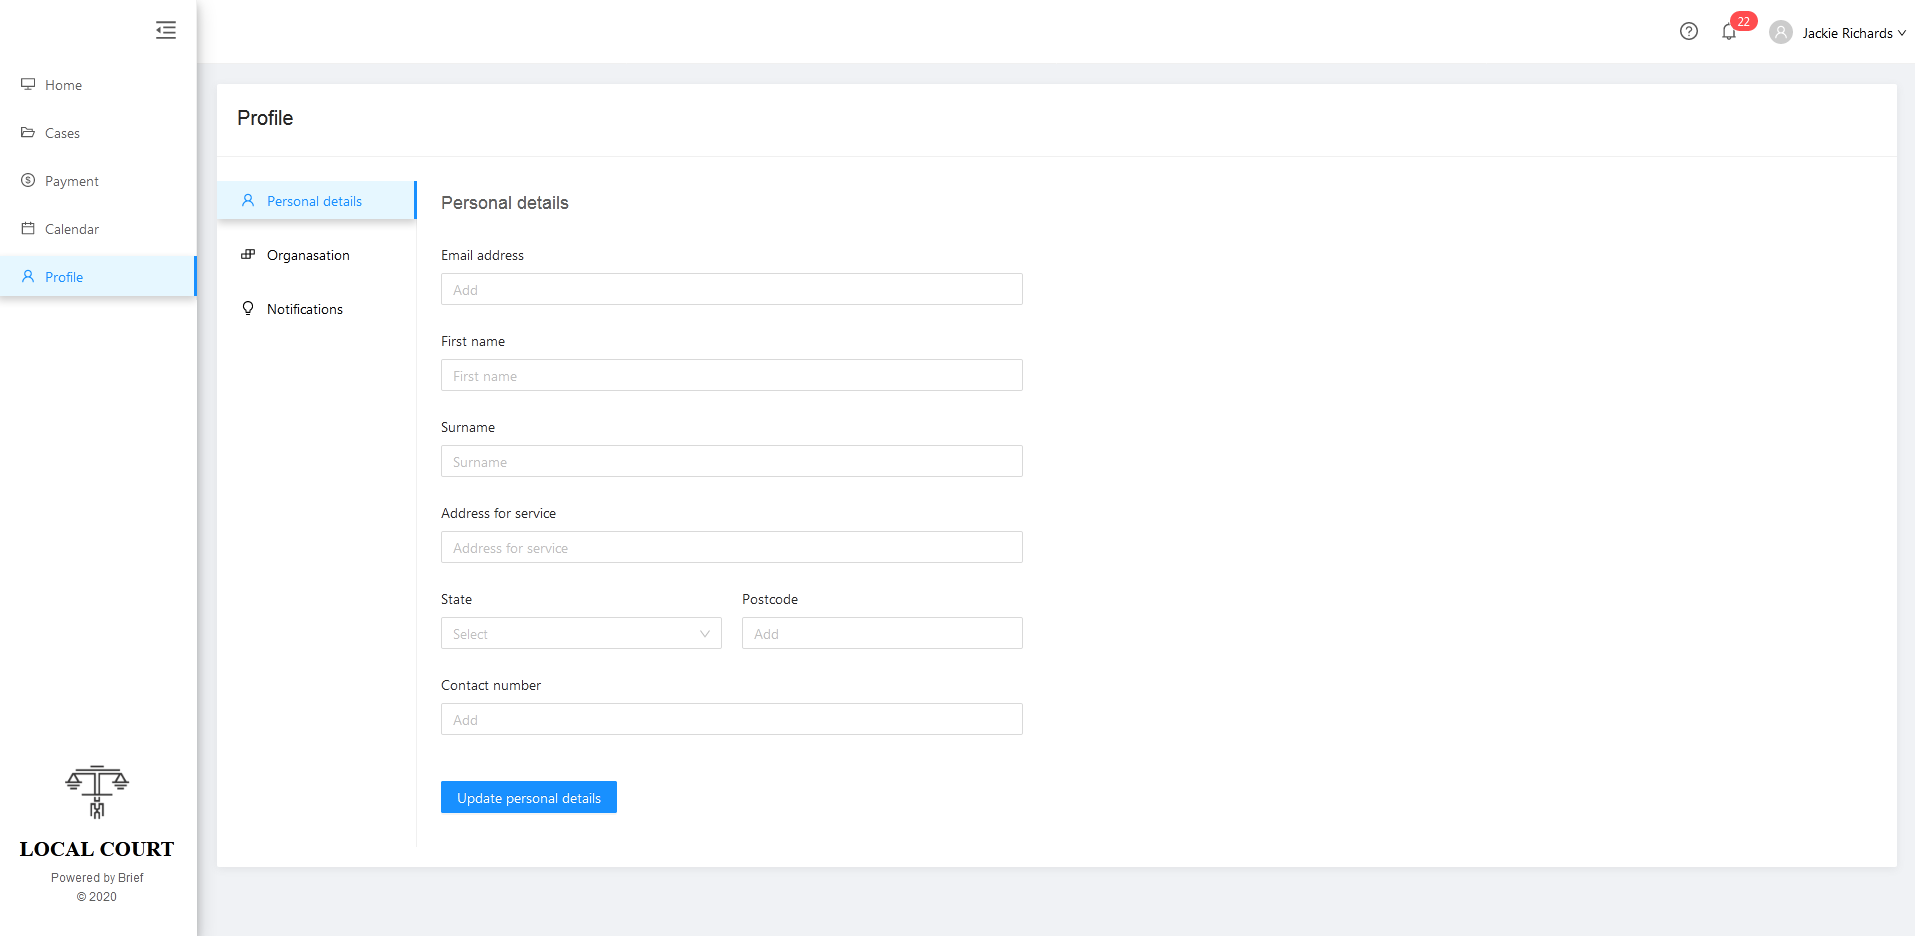 22
Jackie Richards
Home
Cases
Payment
Calendar
Profile
LOCAL COURT
Powered by Brief
© 2020
Profile
Personal details
Organasation
Notifications
Personal details
Email address
Add
First name
First name
Surname
Surname
Address for service
Address for service
State
Postcode
Select
Add
Contact number
Add
Update personal details